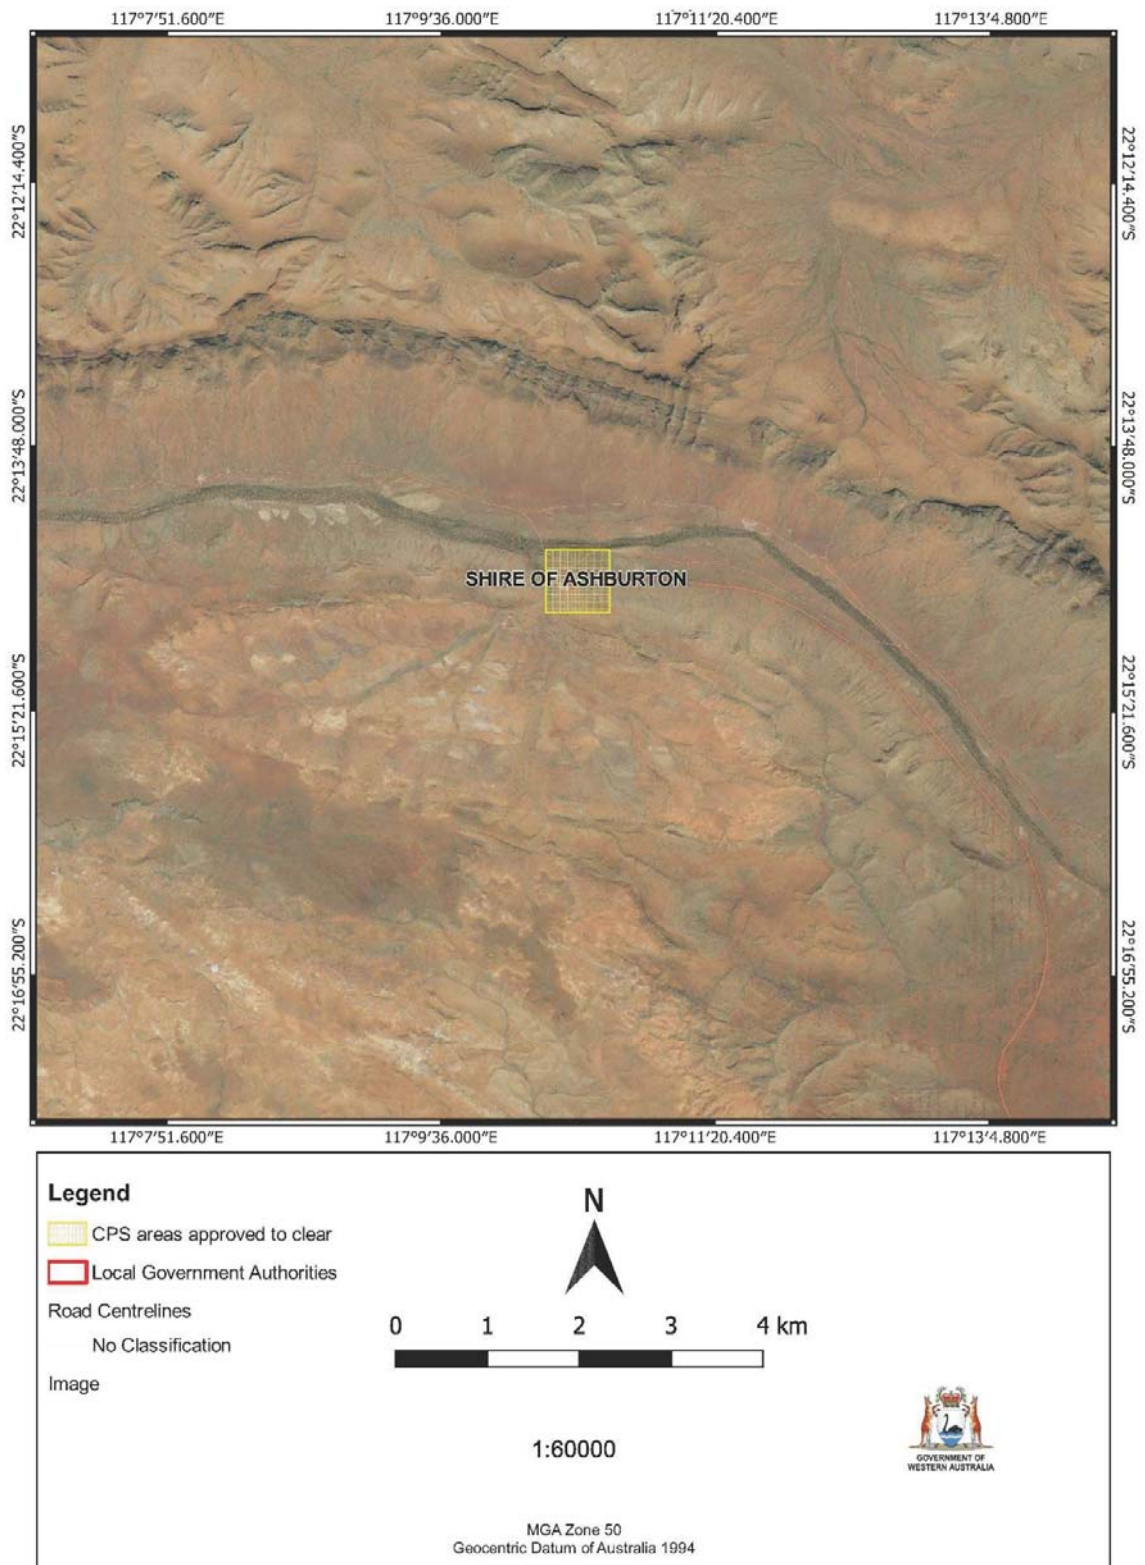 117°7'51.600"E
117°9'36.000"E
117°11'20.400"E
117°13'4.800"E
22°12'14.400"S
22°12'14.400"S
22°13'48.000"S
22°13'48.000"S
SHIRE OF ASHBURTON
22°15'21.600"S
22°15'21.600"S
22°16'55.200"S
22°16'55.200"S
117°7'51.600"E
117°9'36.000"E
117°11'20.400"E
117°13'4.800"E
Legend
CPS areas approved to clear
Local Government Authorities
Road Centrelines
No Classification
Image
N
0 1 2 3 4 km
1:60000
GOVERNMENT OF
WESTERN AUSTRALIA
MGA Zone 50
Geocentric Datum of Australia 1994